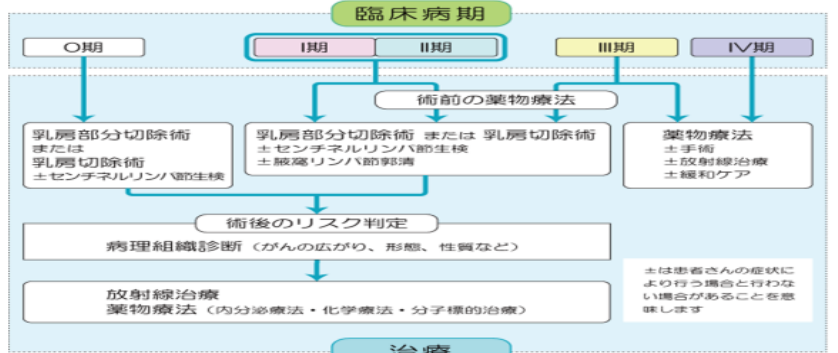 臨床病期
0期
I期
II期
III期
IV期
術前の薬物療法
乳房部分切除術
または
乳房切除術
±センチネルリンパ節生検
乳房部分切除術 または 乳房切除術
±センチネルリンパ節生検
±腋窩リンパ節郭清
薬物療法
±手術
±放射線治療
±緩和ケア
術後のリスク判定
病理組織診断（がんの広がり、形態、性質など）
放射線治療
薬物療法（内分泌療法・化学療法・分子標的治療）
±は患者さんの症状に
より行う場合と行わな
い場合があることを意
味します
治療